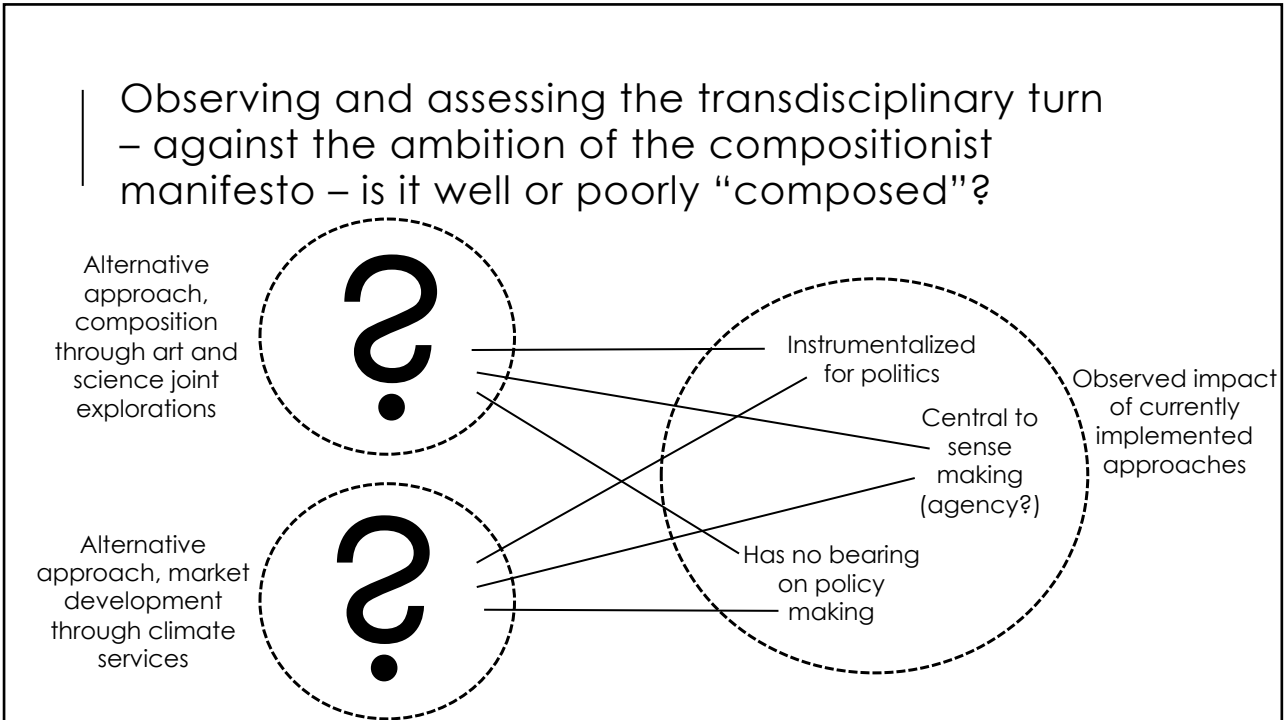 Observing and assessing the transdisciplinary turn
– against the ambition of the compositionist
manifesto – is it well or poorly “composed”?
Alternative
approach,
composition
through art and
science joint
explorations
?
Instrumentalized
for politics
Central to
sense
making
(agency?)
Has no bearing
on policy
making
Observed impact
of currently
implemented
approaches
Alternative
approach, market
development
through climate
services
?